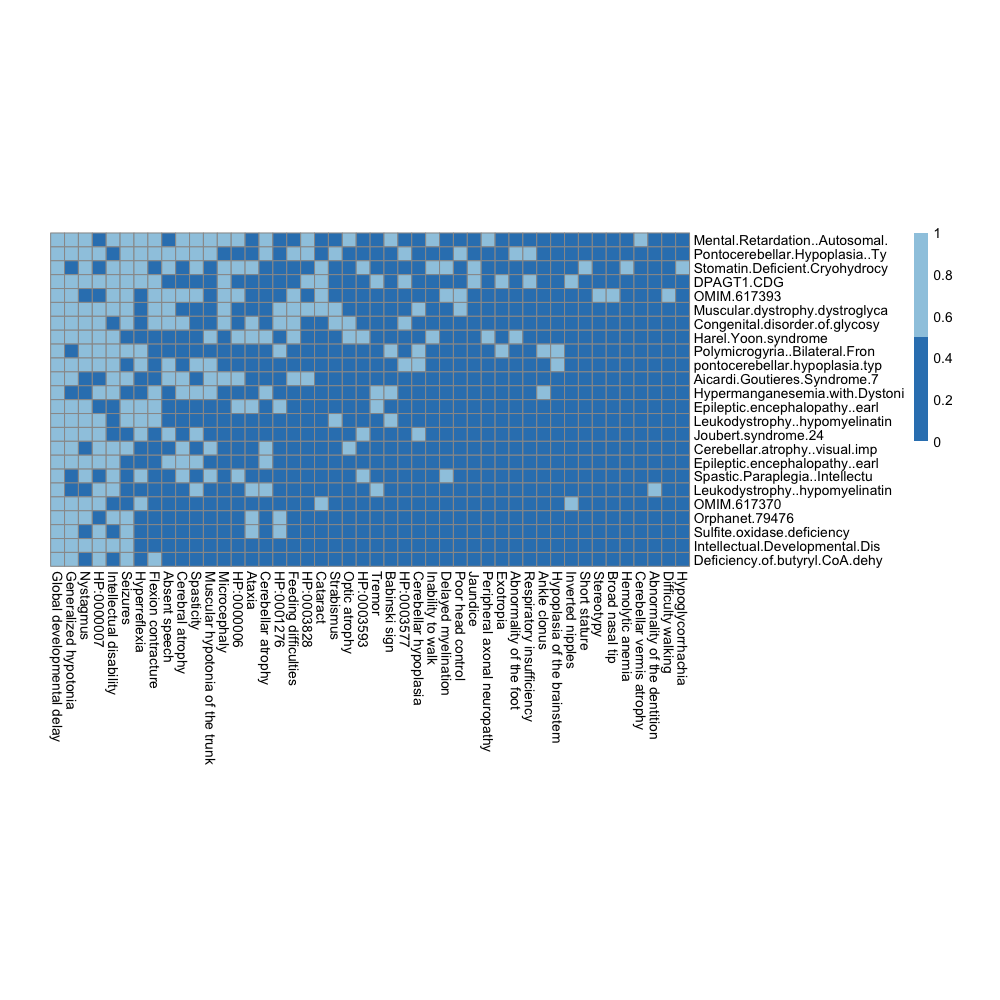 1
Mental.Retardation..Autosomal.
Pontocerebellar.Hypoplasia..Ty
Stomatin.Deficient.Cryohydrocy
0.8
DPAGT1.CDG
OMIM.617393
Muscular.dystrophy.dystroglyca
0.6
Congenital.disorder.of.glycosy
Harel.Yoon.syndrome
Polymicrogyria..Bilateral.Fron
0.4
pontocerebellar.hypoplasia.typ
Aicardi.Goutieres.Syndrome.7
Hypermanganesemia.with.Dystoni
0.2
Epileptic.encephalopathy..earl
Leukodystrophy..hypomyelinatin
Joubert.syndrome.24
0
Cerebellar.atrophy..visual.imp
Epileptic.encephalopathy..earl
Spastic.Paraplegia..Intellectu
Leukodystrophy..hypomyelinatin
OMIM.617370
Orphanet.79476
Sulfite.oxidase.deficiency
Intellectual.Developmental.Dis
Deficiency.of.butyryl.CoA.dehy
Global developmental delay
Generalized hypotonia
Nystagmus
HP:0000007
Intellectual disability
Seizures
Hyperreflexia
Flexion contracture
Absent speech
Cerebral atrophy
Spasticity
Muscular hypotonia of the trunk
Microcephaly
HP:0000006
Ataxia
Cerebellar atrophy
HP:0001276
Feeding difficulties
HP:0003828
Cataract
Strabismus
Optic atrophy
HP:0003593
Tremor
Babinski sign
HP:0003577
Cerebellar hypoplasia
Inability to walk
Delayed myelination
Poor head control
Jaundice
Peripheral axonal neuropathy
Exotropia
Abnormality of the foot
Respiratory insufficiency
Ankle clonus
Hypoplasia of the brainstem
Inverted nipples
Short stature
Stereotypy
Broad nasal tip
Hemolytic anemia
Cerebellar vermis atrophy
Abnormality of the dentition
Difficulty walking
Hypoglycorrhachia